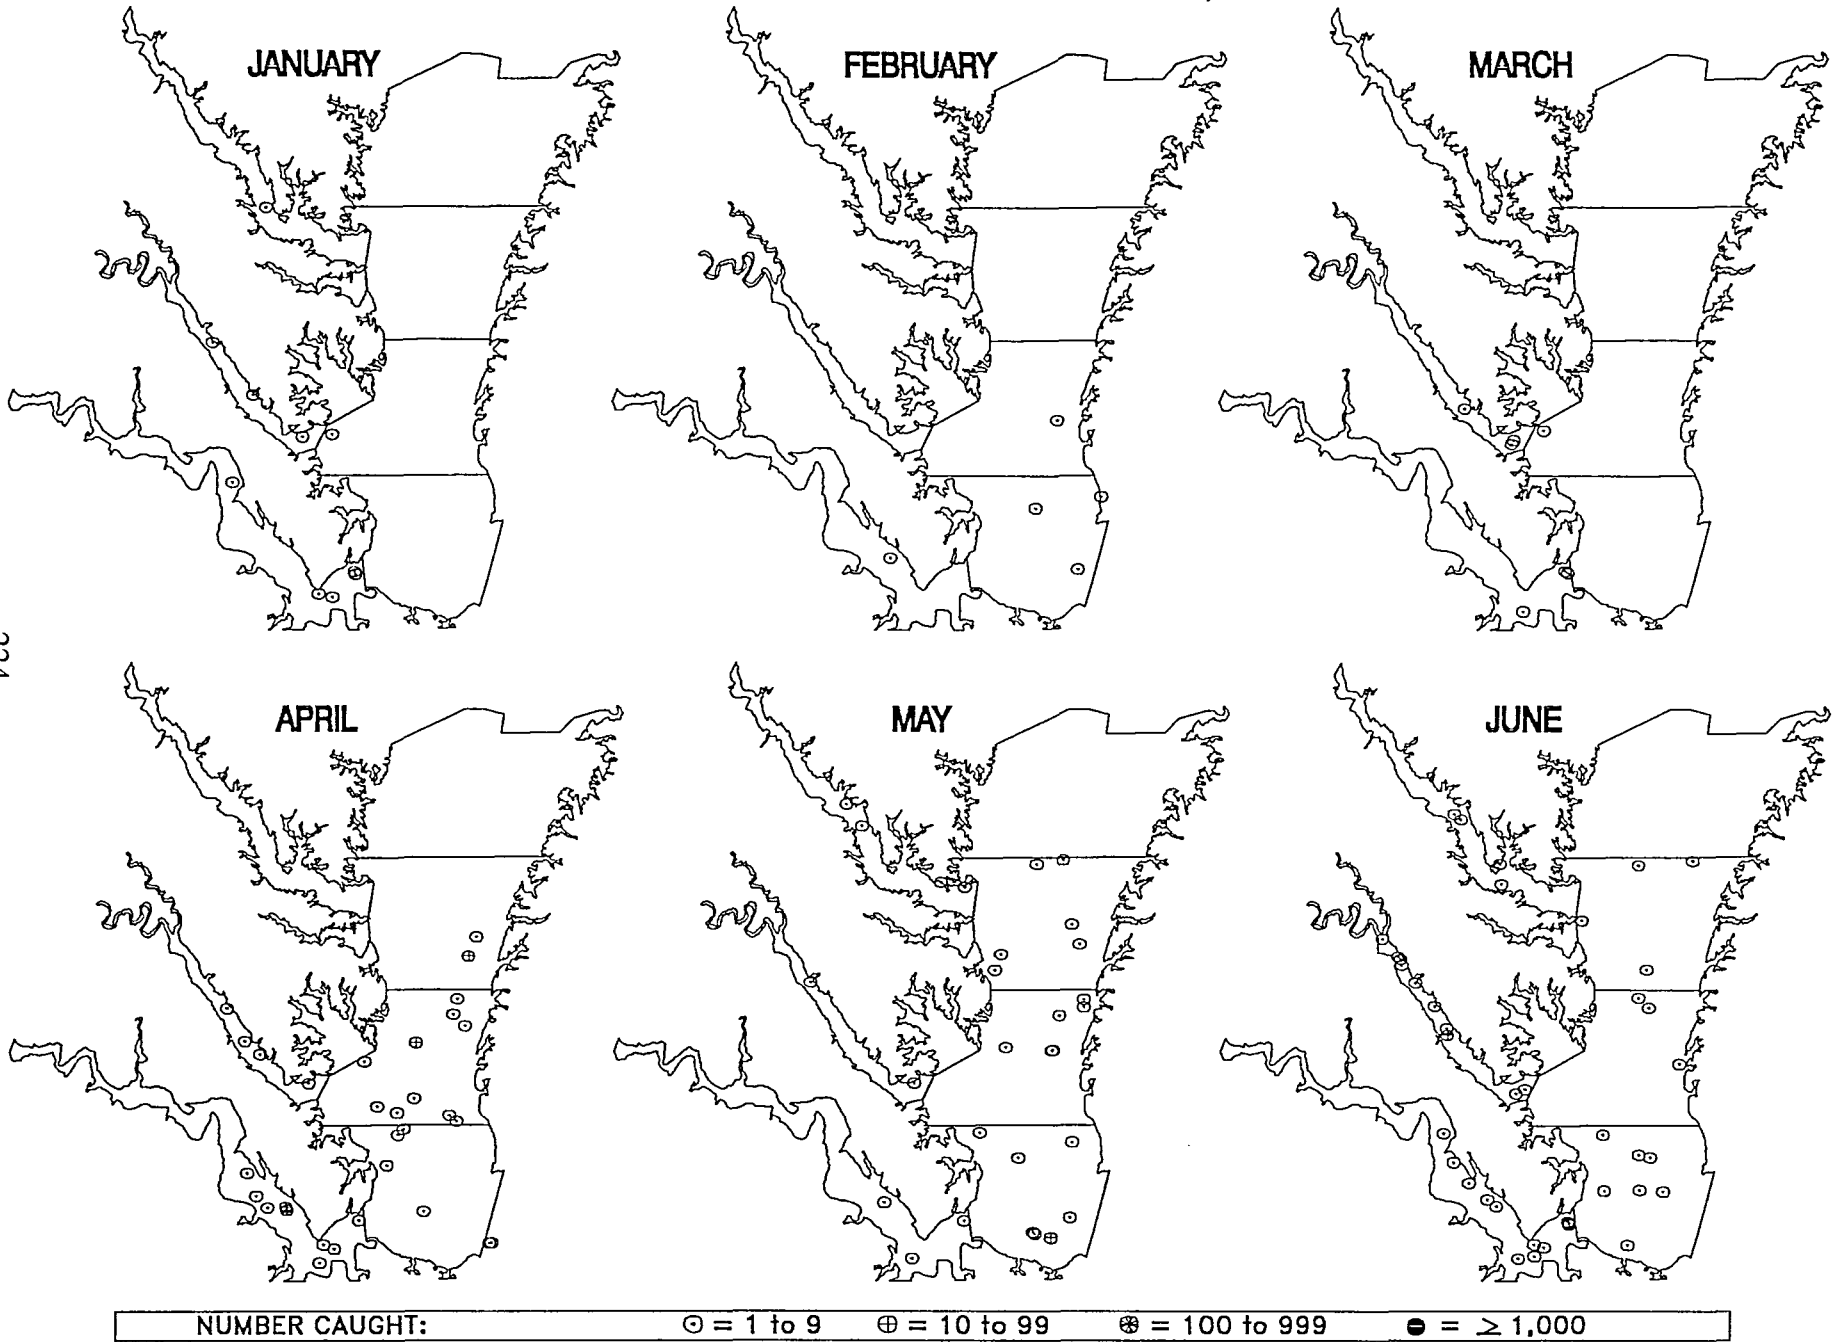 JANUARY
FEBRUARY
MARCH
APRIL
MAY
JUNE
NUMBER CAUGHT: ⊙ = 1 to 9 ⊕ = 10 to 99 = 100 to 999 = ≥ 1,000